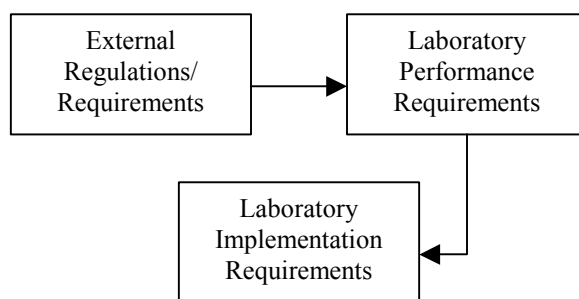 External
Regulations/
Requirements
Laboratory
Performance
Requirements
Laboratory
Implementation
Requirements